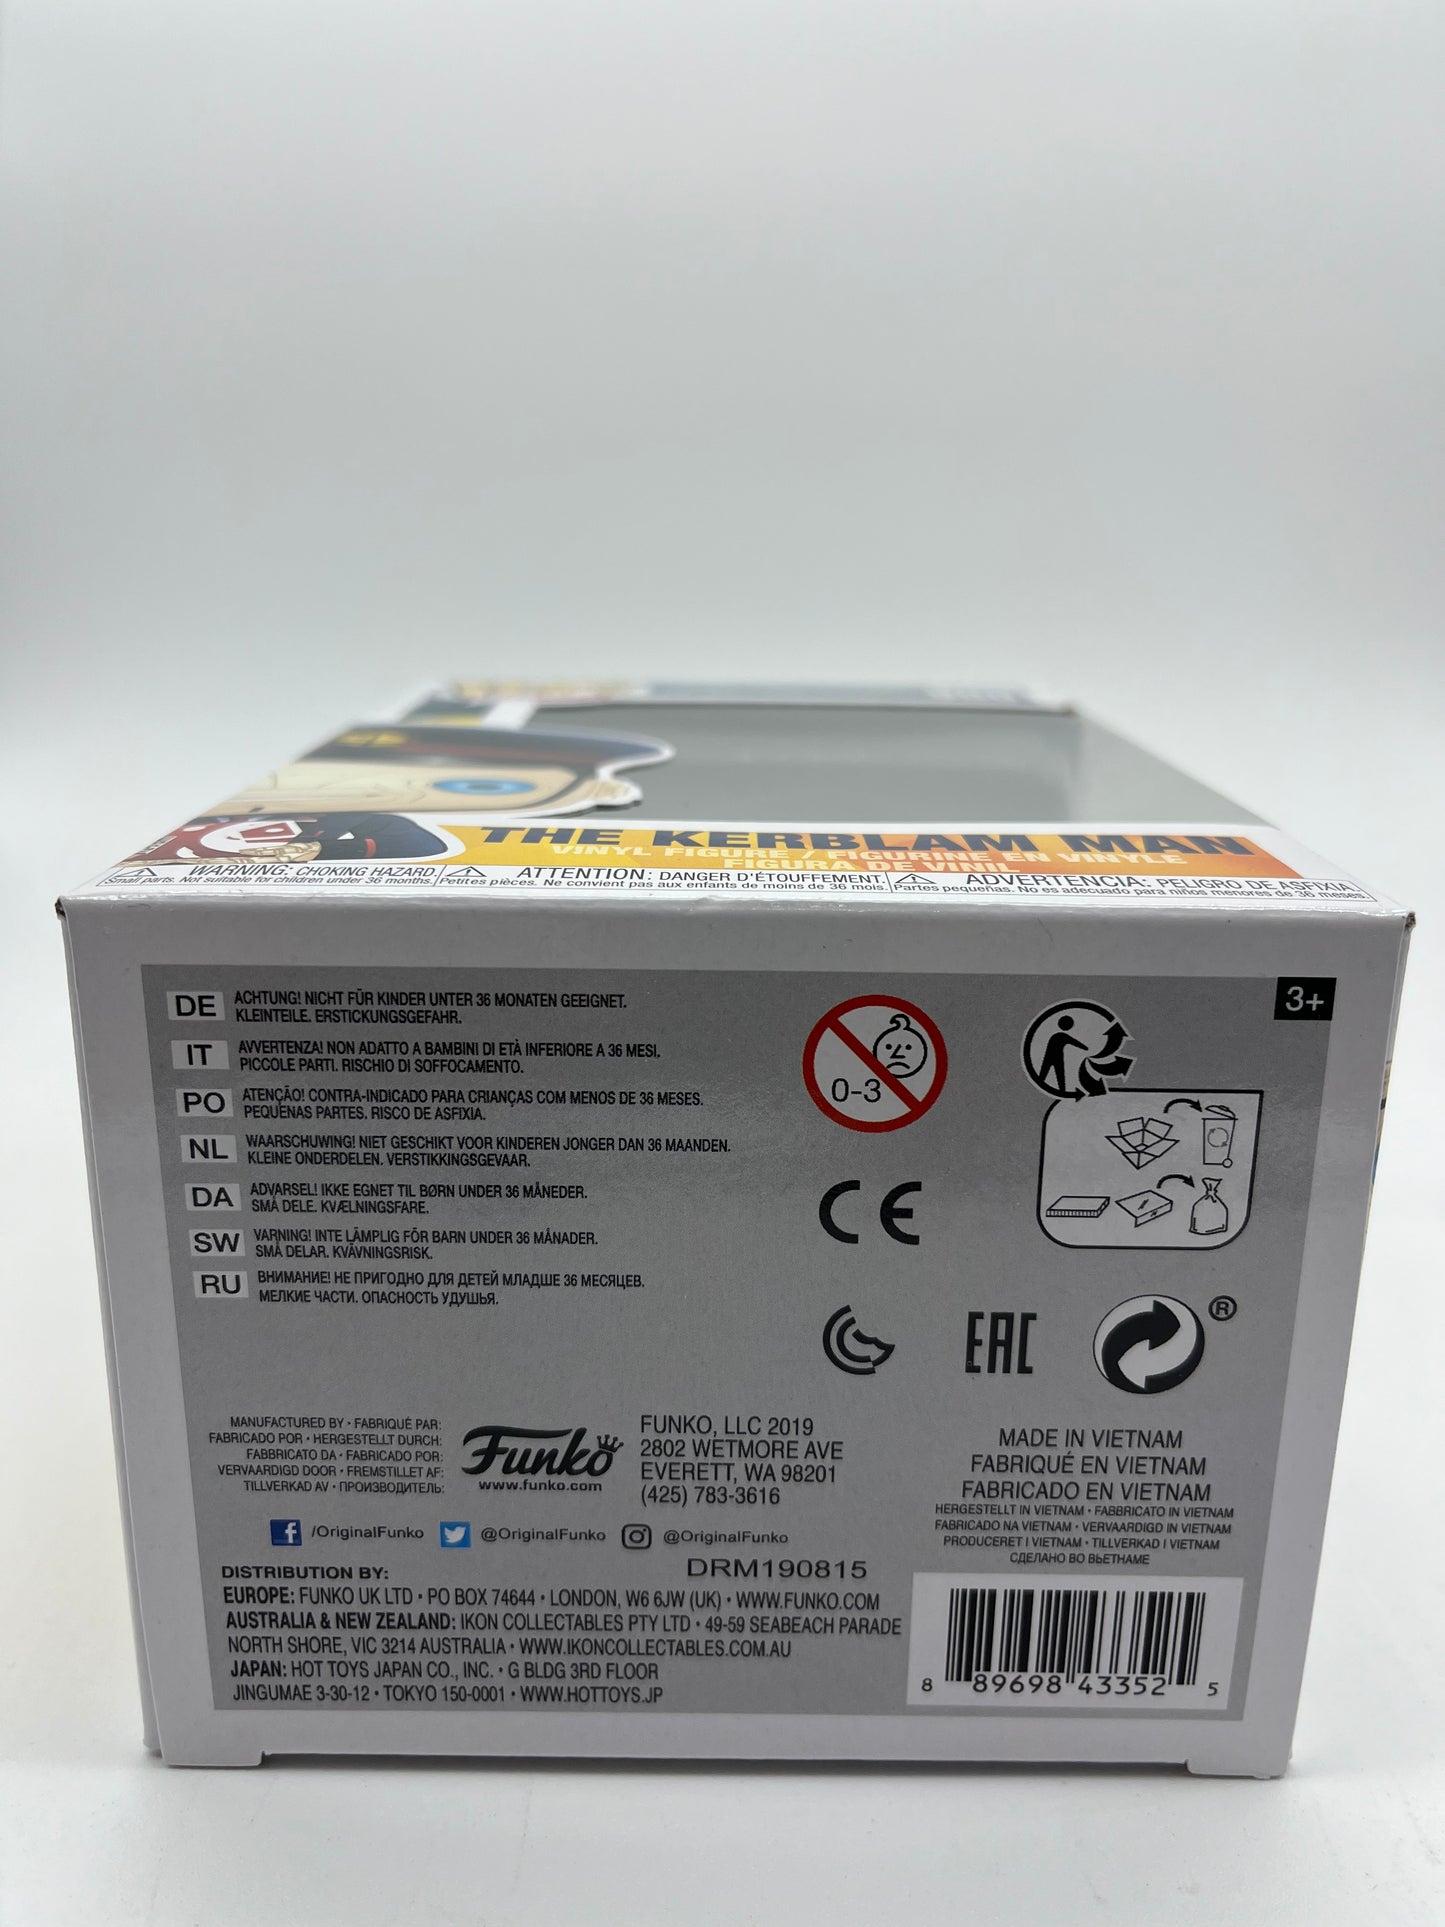 THE KERBLAM MAN
VINYL FIGURE / FIGURINE EN VINYLE
FIGURA DE VINIL
WARNING: CHOKING HAZARD.
Small parts. Not suitable for children under 36 months.
ATTENTION: DANGER D'ÉTOUFFEMENT.
Petites pièces. Ne convient pas aux enfants de moins de 36 mois.
ADVERTENCIA: PELIGRO DE ASFIXIA.
Partes pequeñas. No es adecuado para niños menores de 36 meses.
DE ACHTUNG! NICHT FÜR KINDER UNTER 36 MONATEN GEEIGNET.
KLEINTEILE. ERSTICKUNGSGEFAHR.
IT AVVERTENZA! NON ADATTO A BAMBINI DI ETÀ INFERIORE A 36 MESI.
PICCOLE PARTI. RISCHIO DI SOFFOCAMENTO.
PO ATENÇÃO! CONTRA-INDICADO PARA CRIANÇAS COM MENOS DE 36 MESES.
PEQUENAS PARTES. RISCO DE ASFIXIA.
NL WAARSCHUWING! NIET GESCHIKT VOOR KINDEREN JONGER DAN 36 MAANDEN.
KLEINE ONDERDELEN. VERSTIKKINGSGEVAAR.
DA ADVARSEL! IKKE EGNET TIL BØRN UNDER 36 MÅNEDER.
SMÅ DELE. KVÆLNINGSFARE.
SW VARNING! INTE LÄMPLIG FÖR BARN UNDER 36 MÅNADER.
SMÅ DELAR. KVÄVNINGSRISK.
RU ВНИМАНИЕ! НЕ ПРИГОДНО ДЛЯ ДЕТЕЙ МЛАДШЕ 36 МЕСЯЦЕВ.
МЕЛКИЕ ЧАСТИ. ОПАСНОСТЬ УДУШЬЯ.
3+
0-3
CE
EAC
®
MANUFACTURED BY • FABRIQUÉ PAR:
FABRICADO POR • HERGESTELLT DURCH:
FABBRICATO DA • FABRICADO POR:
VERVAARDIGD DOOR • FREMSTILLET AF:
TILLVERKAD AV • ПРОИЗВОДИТЕЛЬ:
Funko
www.funko.com
FUNKO, LLC 2019
2802 WETMORE AVE
EVERETT, WA 98201
(425) 783-3616
MADE IN VIETNAM
FABRIQUÉ EN VIETNAM
FABRICADO EN VIETNAM
HERGESTELLT IN VIETNAM • FABBRICATO IN VIETNAM
FABRICADO NA VIETNAM • VERVAARDIGD IN VIETNAM
PRODUCERET I VIETNAM • TILLVERKAD I VIETNAM
СДЕЛАНО ВО ВЬЕТНАМЕ
/OriginalFunko @OriginalFunko @OriginalFunko
DRM190815
DISTRIBUTION BY:
EUROPE: FUNKO UK LTD • PO BOX 74644 • LONDON, W6 6JW (UK) • WWW.FUNKO.COM
AUSTRALIA & NEW ZEALAND: IKON COLLECTABLES PTY LTD • 49-59 SEABEACH PARADE
NORTH SHORE, VIC 3214 AUSTRALIA • WWW.IKONCOLLECTABLES.COM.AU
JAPAN: HOT TOYS JAPAN CO., INC. • G BLDG 3RD FLOOR
JINGUMAE 3-30-12 • TOKYO 150-0001 • WWW.HOTTOYS.JP
8 89698 43352 5